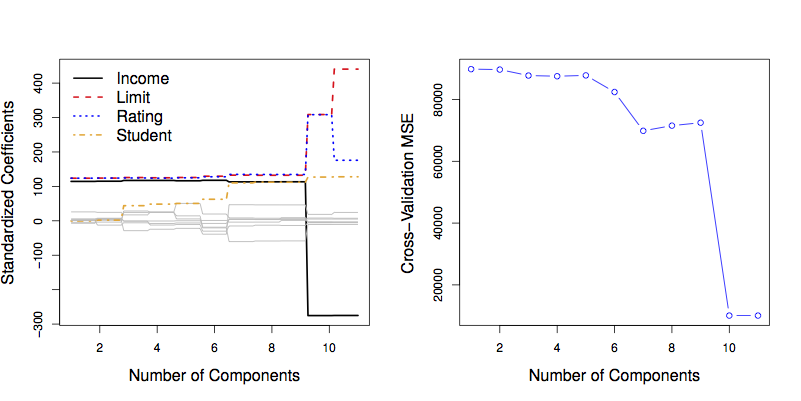 Standardized Coefficients
400
300
200
100
0
−100
−300
Income
Limit
Rating
Student
2 4 6 8 10
Number of Components
Cross−Validation MSE
80000
60000
40000
20000
2 4 6 8 10
Number of Components